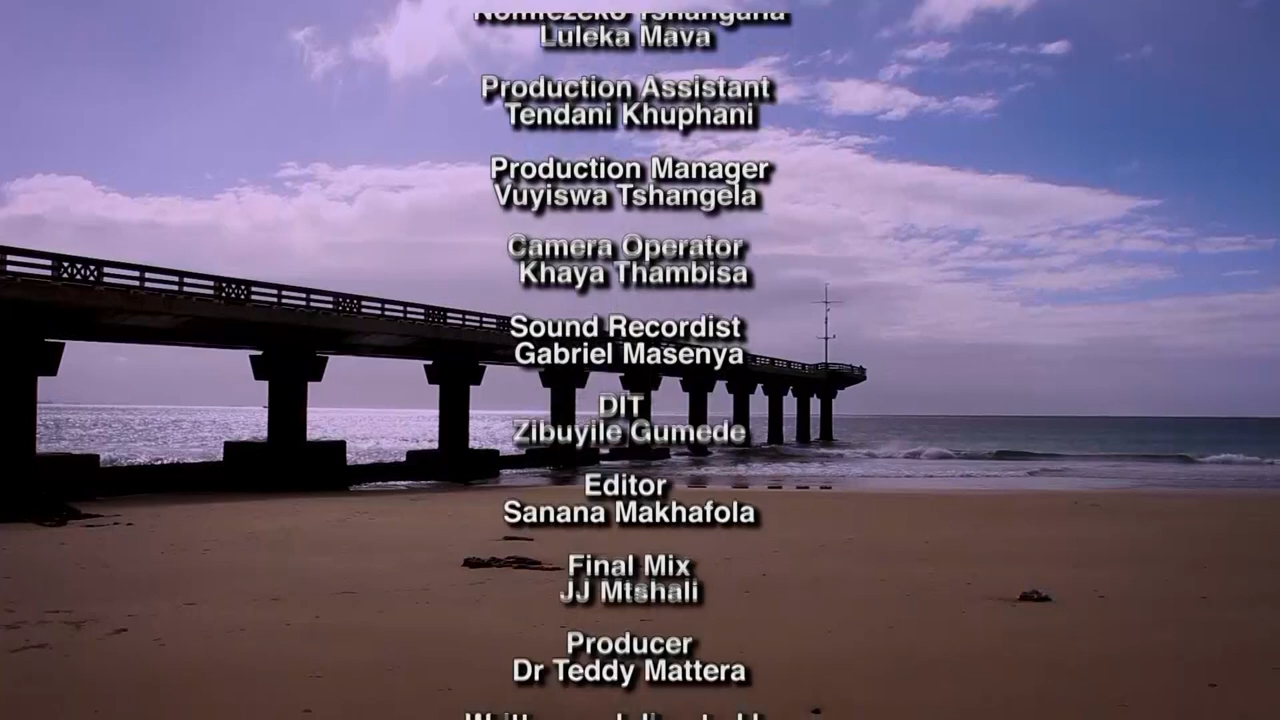 Luleka Mava
Production Assistant
Tendani Khuphani
Production Manager
Vuyiswa Tshangela
Camera Operator
Khaya Thambisa
Sound Recordist
Gabriel Masenya
DIT
Zibuyile Gumede
Editor
Sanana Makhafola
Final Mix
JJ Mtshali
Producer
Dr Teddy Mattera